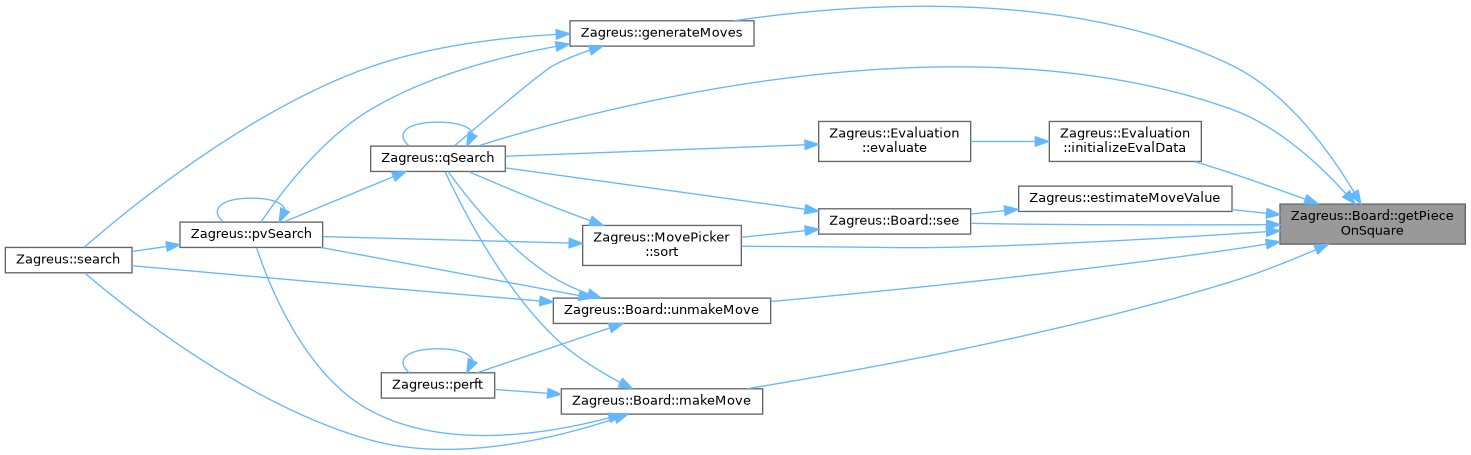 Zagreus::generateMoves
Zagreus::Evaluation
::evaluate
Zagreus::Evaluation
::initializeEvalData
Zagreus::qSearch
Zagreus::estimateMoveValue
Zagreus::Board::getPiece
OnSquare
Zagreus::Board::see
Zagreus::pvSearch
Zagreus::MovePicker
::sort
Zagreus::search
Zagreus::Board::unmakeMove
Zagreus::perft
Zagreus::Board::makeMove